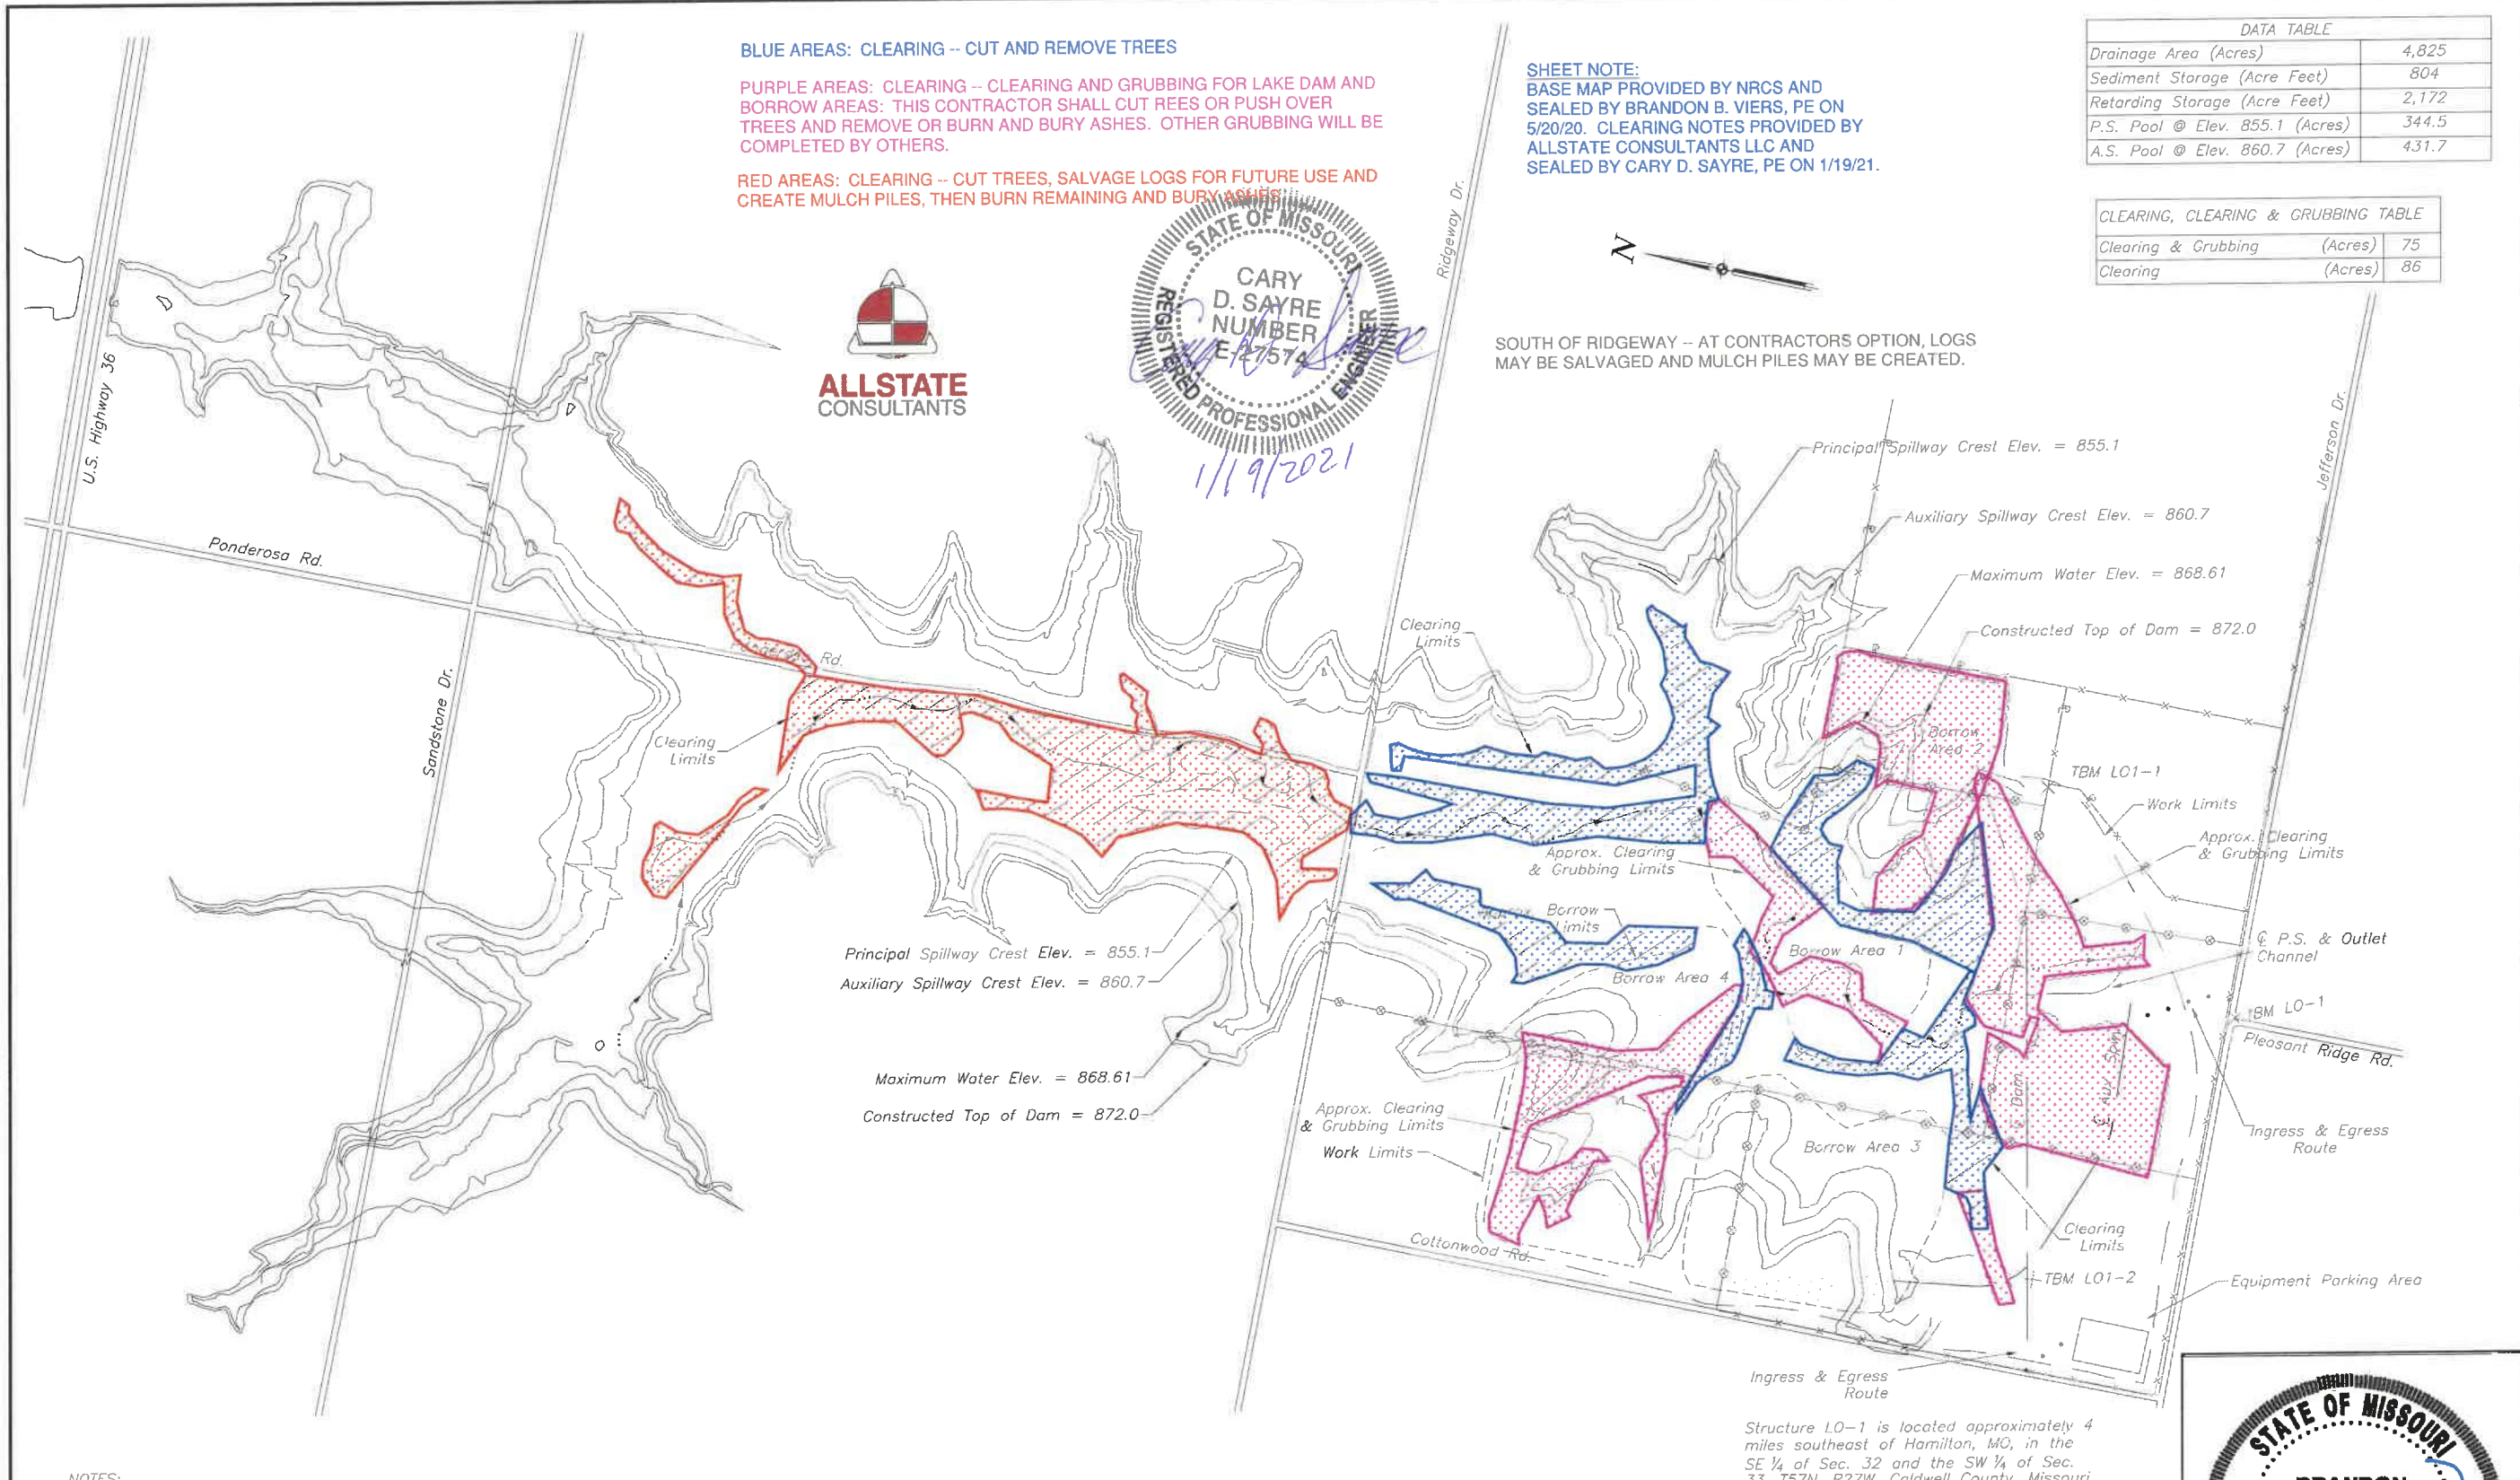 BLUE AREAS: CLEARING -- CUT AND REMOVE TREES
PURPLE AREAS: CLEARING -- CLEARING AND GRUBBING FOR LAKE DAM AND
BORROW AREAS: THIS CONTRACTOR SHALL CUT REES OR PUSH OVER
TREES AND REMOVE OR BURN AND BURY ASHES. OTHER GRUBBING WILL BE
COMPLETED BY OTHERS.
RED AREAS: CLEARING -- CUT TREES, SALVAGE LOGS FOR FUTURE USE AND
CREATE MULCH PILES, THEN BURN REMAINING AND BURY ASHES.
SHEET NOTE:
BASE MAP PROVIDED BY NRCS AND
SEALED BY BRANDON B. VIERS, PE ON
5/20/20. CLEARING NOTES PROVIDED BY
ALLSTATE CONSULTANTS LLC AND
SEALED BY CARY D. SAYRE, PE ON 1/19/21.
DATA TABLE
Drainage Area (Acres) 4,825
Sediment Storage (Acre Feet) 804
Retarding Storage (Acre Feet) 2,172
P.S. Pool @ Elev. 855.1 (Acres) 344.5
A.S. Pool @ Elev. 860.7 (Acres) 431.7
CLEARING, CLEARING & GRUBBING TABLE
Clearing & Grubbing (Acres) 75
Clearing (Acres) 86
N
SOUTH OF RIDGEWAY -- AT CONTRACTORS OPTION, LOGS
MAY BE SALVAGED AND MULCH PILES MAY BE CREATED.
ALLSTATE
CONSULTANTS
STATE OF MISSOURI
CARY
D. SAYRE
NUMBER
E-27574
REGISTERED PROFESSIONAL ENGINEER
1/19/2021
Ridgeway Dr.
Jefferson Dr.
U.S. Highway 36
Ponderosa Rd.
Sandstone Dr.
Rd.
Principal Spillway Crest Elev. = 855.1
Auxiliary Spillway Crest Elev. = 860.7
Maximum Water Elev. = 868.61
Constructed Top of Dam = 872.0
Clearing
Limits
Clearing
Limits
Borrow
Area 2
TBM LO1-1
Work Limits
Approx. Clearing
& Grubbing Limits
Approx. Clearing
& Grubbing Limits
Borrow
Limits
Borrow Area 1
Borrow Area 4
℄ P.S. & Outlet
Channel
TBM LO-1
Pleasant Ridge Rd.
Principal Spillway Crest Elev. = 855.1
Auxiliary Spillway Crest Elev. = 860.7
Maximum Water Elev. = 868.61
Constructed Top of Dam = 872.0
Approx. Clearing
& Grubbing Limits
Work Limits
Borrow Area 3
Dam
Aux. Spwy
℄
Ingress & Egress
Route
Clearing
Limits
Cottonwood Rd.
TBM LO1-2
Equipment Parking Area
Ingress & Egress
Route
Structure LO-1 is located approximately 4
miles southeast of Hamilton, MO, in the
SE ¼ of Sec. 32 and the SW ¼ of Sec.
33, T57N, R27W, Caldwell County, Missouri
NOTES:
STATE OF MISSOURI
BRANDON